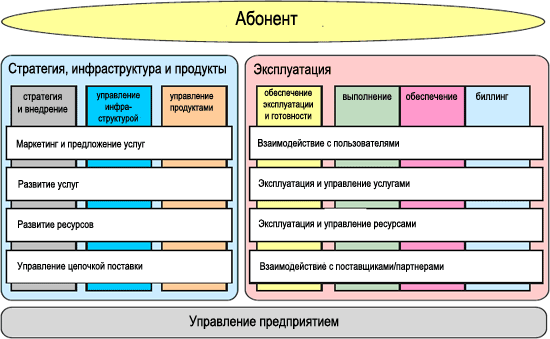 Абонент
Стратегия, инфраструктура и продукты
стратегия
и внедрение
управление
инфра-
структурой
управление
продуктами
Маркетинг и предложение услуг
Развитие услуг
Развитие ресурсов
Управление цепочкой поставки
Эксплуатация
обеспечение
эксплуатации
и готовности
выполнение
обеспечение
биллинг
Взаимодействие с пользователями
Эксплуатация и управление услугами
Эксплуатация и управление ресурсами
Взаимодействие с поставщиками/партнерами
Управление предприятием